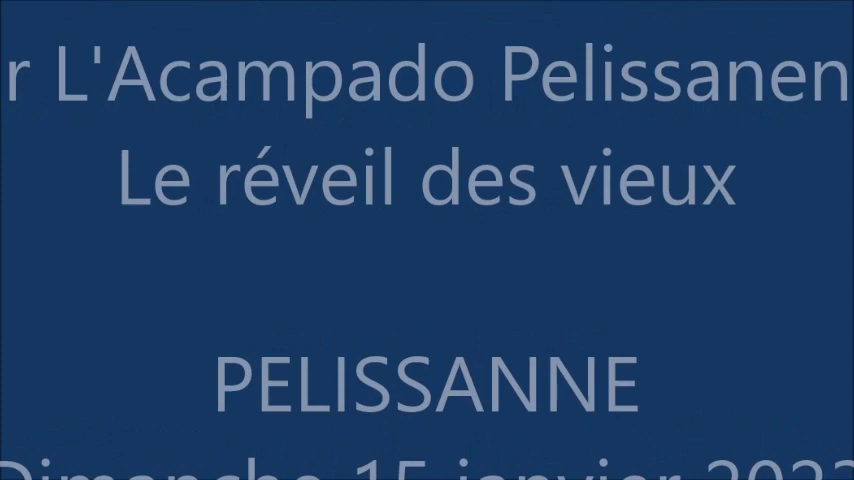 r L'Acampado Pelissanen
Le réveil des vieux
PELISSANNE
Dimanche 15 janvier